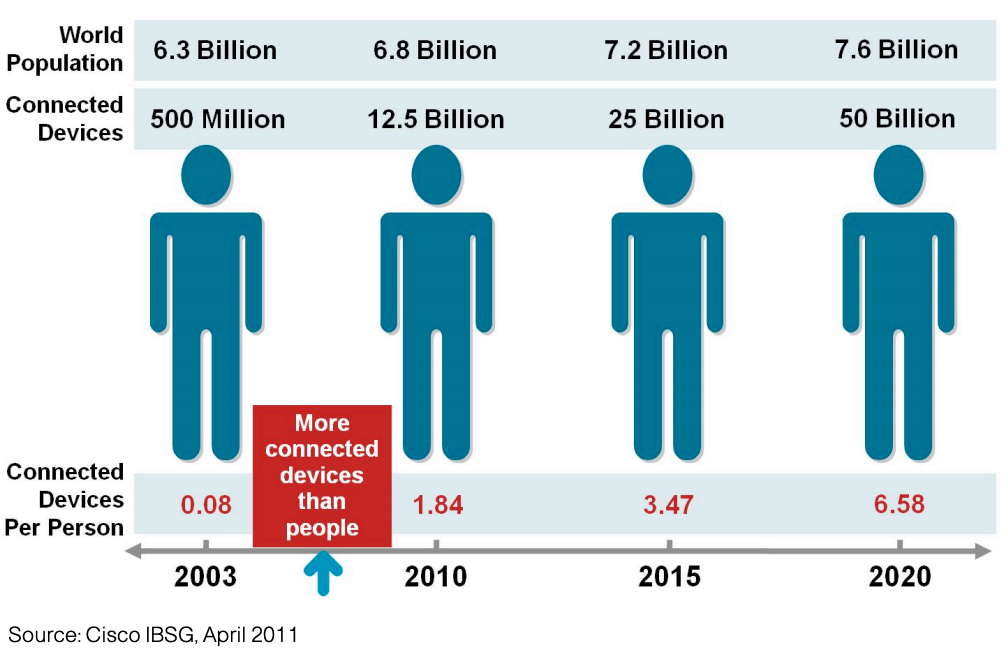 World
Population
6.3 Billion
6.8 Billion
7.2 Billion
7.6 Billion
Connected
Devices
500 Million
12.5 Billion
25 Billion
50 Billion
More
connected
devices
than
people
Connected
Devices
Per Person
0.08
1.84
3.47
6.58
2003
2010
2015
2020
Source: Cisco IBSG, April 2011